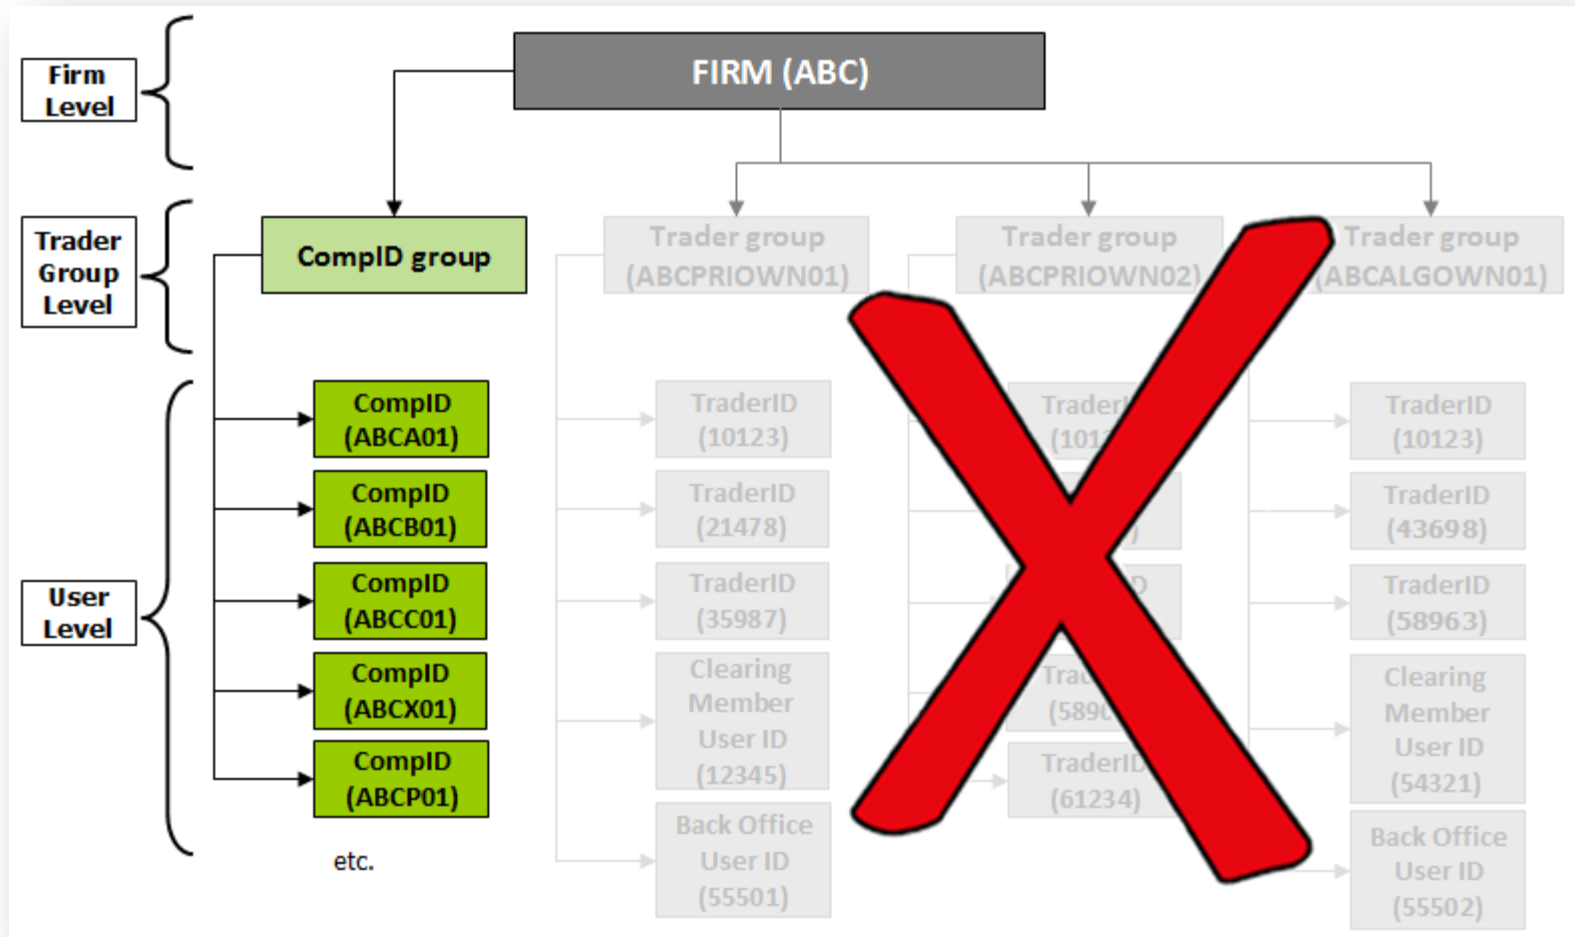 Firm
Level
FIRM (ABC)
Trader
Group
Level
CompID group
Trader group
(ABCPRIOWN01)
Trader group
(ABCPRIOWN02)
Trader group
(ABCALGOWN01)
User
Level
CompID
(ABCA01)
CompID
(ABCB01)
CompID
(ABCC01)
CompID
(ABCX01)
CompID
(ABCP01)
etc.
TraderID
(10123)
TraderID
(21478)
TraderID
(35987)
Clearing
Member
User ID
(12345)
Back Office
User ID
(55501)
TraderID
(61234)
TraderID
(10123)
TraderID
(43698)
TraderID
(58963)
Clearing
Member
User ID
(54321)
Back Office
User ID
(55502)